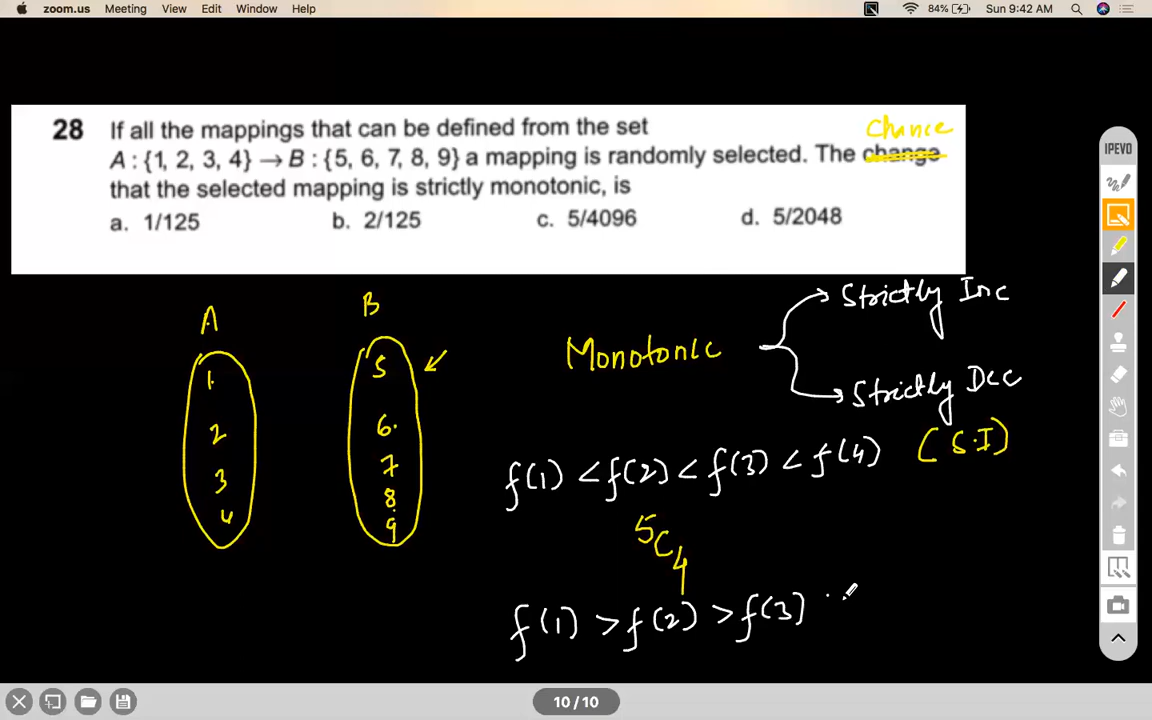 zoom.us Meeting View Edit Window Help 84% Sun 9:42 AM
28 If all the mappings that can be defined from the set
Chance
A : {1, 2, 3, 4} → B : {5, 6, 7, 8, 9} a mapping is randomly selected. The change
that the selected mapping is strictly monotonic, is
a. 1/125 b. 2/125 c. 5/4096 d. 5/2048
IPEVO
A B
1 5
2 6
3 7
4 8
9
Monotonic
Strictly Inc
Strictly Dec
f(1) < f(2) < f(3) < f(4) (S.I)
⁵C₄
f(1) > f(2) > f(3)
10 / 10